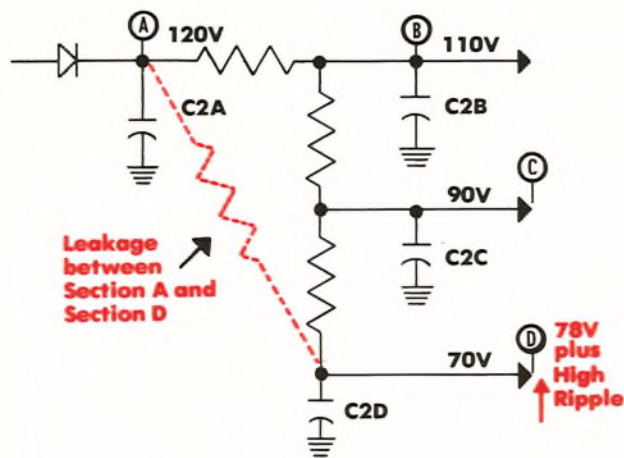 A
B
120V
110V
C2A
C2B
C
90V
Leakage
between
Section A and
Section D
C2C
D
78V
plus
High
Ripple
70V
C2D